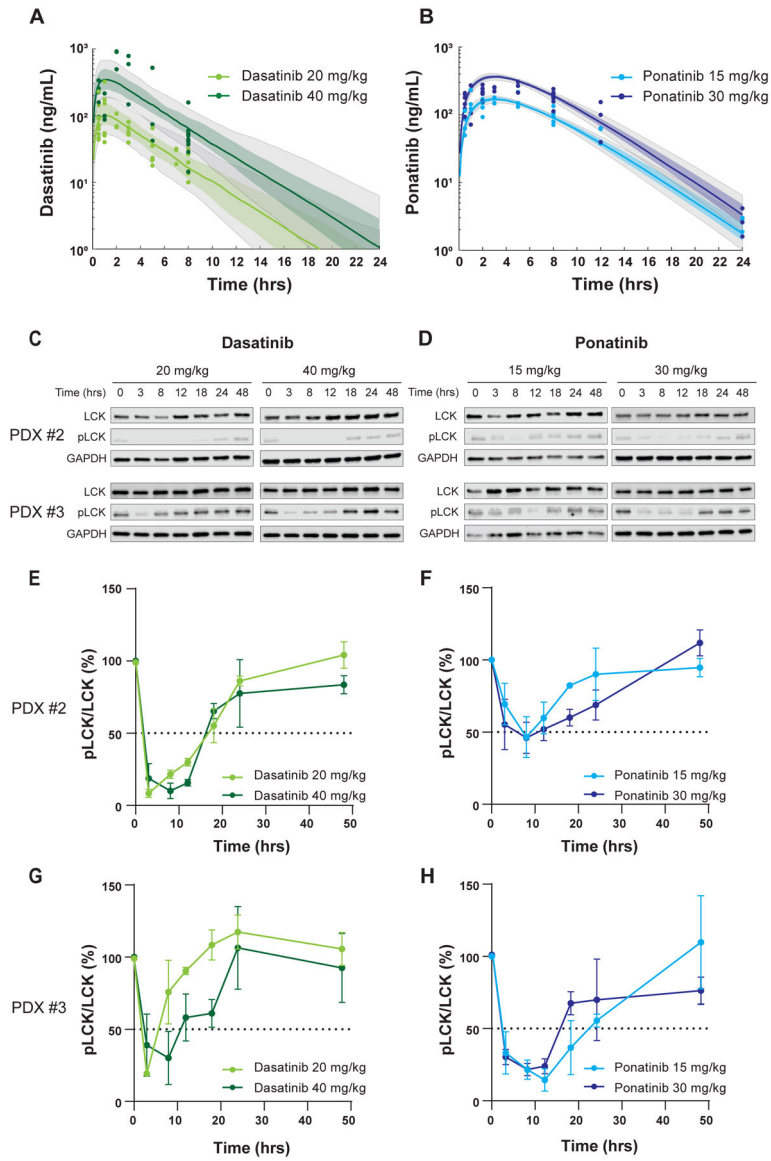 A
B
Dasatinib (ng/mL)
10³
10²
10¹
10⁰
Dasatinib 20 mg/kg
Dasatinib 40 mg/kg
0 2 4 6 8 10 12 14 16 18 20 22 24
Time (hrs)
Ponatinib (ng/mL)
10³
10²
10¹
10⁰
Ponatinib 15 mg/kg
Ponatinib 30 mg/kg
0 2 4 6 8 10 12 14 16 18 20 22 24
Time (hrs)
C
Dasatinib
20 mg/kg 40 mg/kg
Time (hrs) 0 3 8 12 18 24 48 0 3 8 12 18 24 48
PDX #2
LCK
pLCK
GAPDH
PDX #3
LCK
pLCK
GAPDH
D
Ponatinib
15 mg/kg 30 mg/kg
Time (hrs) 0 3 8 12 18 24 48 0 3 8 12 18 24 48
LCK
pLCK
GAPDH
LCK
pLCK
GAPDH
PDX #2
E
pLCK/LCK (%)
150
100
50
0
Dasatinib 20 mg/kg
Dasatinib 40 mg/kg
0 10 20 30 40 50
Time (hrs)
F
pLCK/LCK (%)
150
100
50
0
Ponatinib 15 mg/kg
Ponatinib 30 mg/kg
0 10 20 30 40 50
Time (hrs)
PDX #3
G
pLCK/LCK (%)
150
100
50
0
Dasatinib 20 mg/kg
Dasatinib 40 mg/kg
0 10 20 30 40 50
Time (hrs)
H
pLCK/LCK (%)
150
100
50
0
Ponatinib 15 mg/kg
Ponatinib 30 mg/kg
0 10 20 30 40 50
Time (hrs)